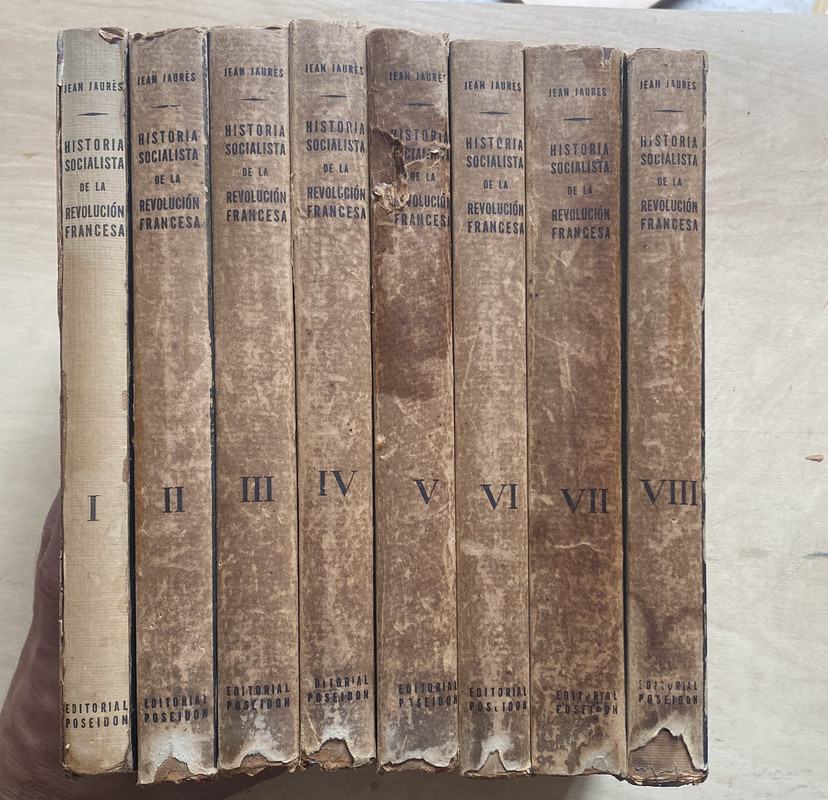 JEAN JAURÈS
HISTORIA
SOCIALISTA
DE LA
REVOLUCIÓN
FRANCESA
I
EDITORIAL
POSEIDON
JEAN JAURÈS
HISTORIA
SOCIALISTA
DE LA
REVOLUCIÓN
FRANCESA
II
EDITORIAL
POSEIDON
JEAN JAURÈS
HISTORIA
SOCIALISTA
DE LA
REVOLUCIÓN
FRANCESA
III
EDITORIAL
POSEIDON
JEAN JAURÈS
HISTORIA
SOCIALISTA
DE LA
REVOLUCIÓN
FRANCESA
IV
DITORIAL
POSEIDON
JEAN JAURE
HISTORIA
SOCIALISTA
DE LA
REVOLUCIÓN
FRANCESA
V
EDITORIAL
POSEIDON
JEAN JAURÈS
HISTORIA
SOCIALISTA
DE LA
REVOLUCIÓN
FRANCESA
VI
EDITORIAL
POSEIDON
JEAN JAURÈS
HISTORIA
SOCIALISTA
DE LA
REVOLUCIÓN
FRANCESA
VII
EDITORIAL
POSEIDON
JEAN JAURÈS
HISTORIA
SOCIALISTA
DE LA
REVOLUCIÓN
FRANCESA
VIII
EDITORIAL
POSEIDON